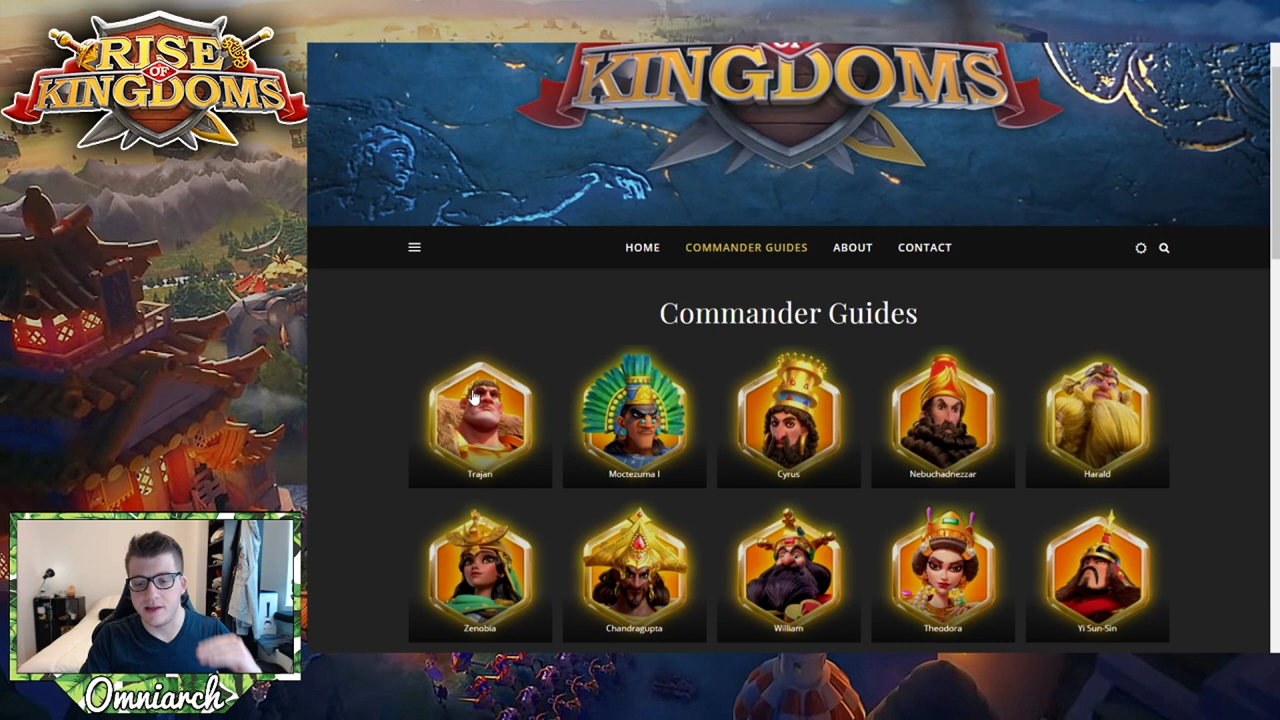 RISE
OF
KINGDOMS
OF
KINGDOMS
HOME COMMANDER GUIDES ABOUT CONTACT
Commander Guides
Trajan Moctezuma I Cyrus Nebuchadnezzar Harald
Zenobia Chandragupta William Theodora Yi Sun-Sin
Omniarch